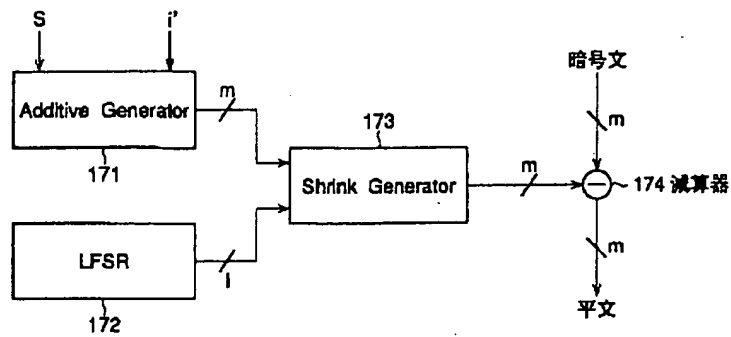 S
i'
暗号文
Additive Generator
m
m
171
173
Shrink Generator
m
174 減算器
LFSR
l
m
172
平文